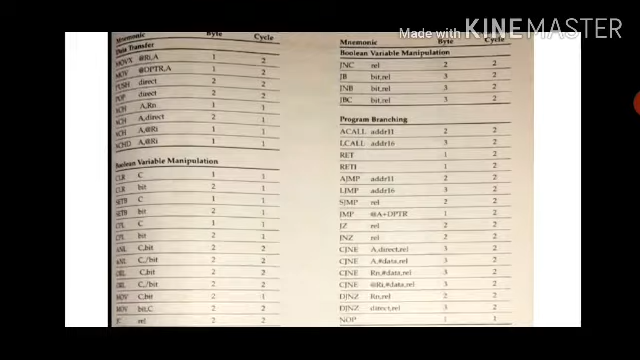 Made with KINEMASTER
Mnemonic Byte Cycle
Data Transfer
MOVX @Ri,A 1 2
MOV @DPTR,A 1 2
PUSH direct 2 2
POP direct 2 2
XCH A,Rn 1 1
XCH A,direct 2 1
XCH A,@Ri 1 1
XCHD A,@Ri 1 1
Boolean Variable Manipulation
CLR C 1 1
CLR bit 2 1
SETB C 1 1
SETB bit 2 1
CPL C 1 1
CPL bit 2 1
ANL C,bit 2 2
ANL C,/bit 2 2
ORL C,bit 2 2
ORL C,/bit 2 2
MOV C,bit 2 1
MOV bit,C 2 2
JC rel 2 2
Mnemonic Byte Cycle
Boolean Variable Manipulation
JNC rel 2 2
JB bit,rel 3 2
JNB bit,rel 3 2
JBC bit,rel 3 2
Program Branching
ACALL addr11 2 2
LCALL addr16 3 2
RET 1 2
RETI 1 2
AJMP addr11 2 2
LJMP addr16 3 2
SJMP rel 2 2
JMP @A+DPTR 1 2
JZ rel 2 2
JNZ rel 2 2
CJNE A,direct,rel 3 2
CJNE A,#data,rel 3 2
CJNE Rn,#data,rel 3 2
CJNE @Ri,#data,rel 3 2
DJNZ Rn,rel 2 2
DJNZ direct,rel 3 2
NOP 1 1